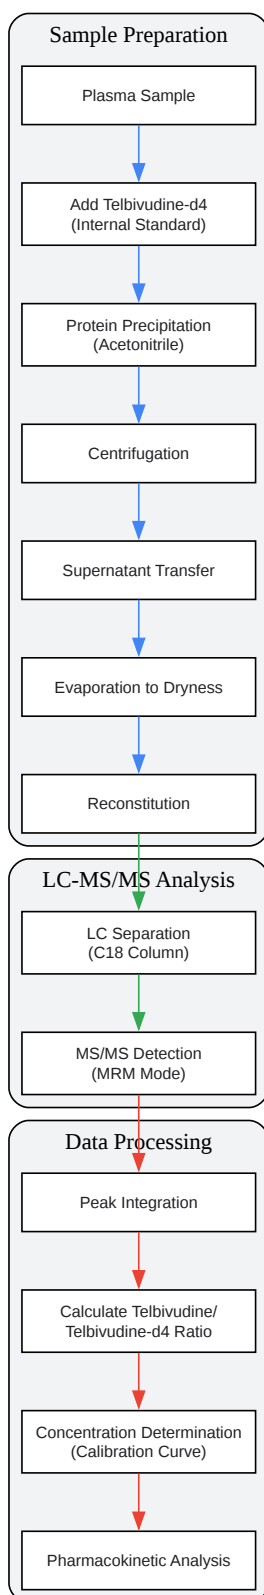 Sample Preparation
Plasma Sample
Add Telbivudine-d4
(Internal Standard)
Protein Precipitation
(Acetonitrile)
Centrifugation
Supernatant Transfer
Evaporation to Dryness
Reconstitution
LC-MS/MS Analysis
LC Separation
(C18 Column)
MS/MS Detection
(MRM Mode)
Data Processing
Peak Integration
Calculate Telbivudine/
Telbivudine-d4 Ratio
Concentration Determination
(Calibration Curve)
Pharmacokinetic Analysis